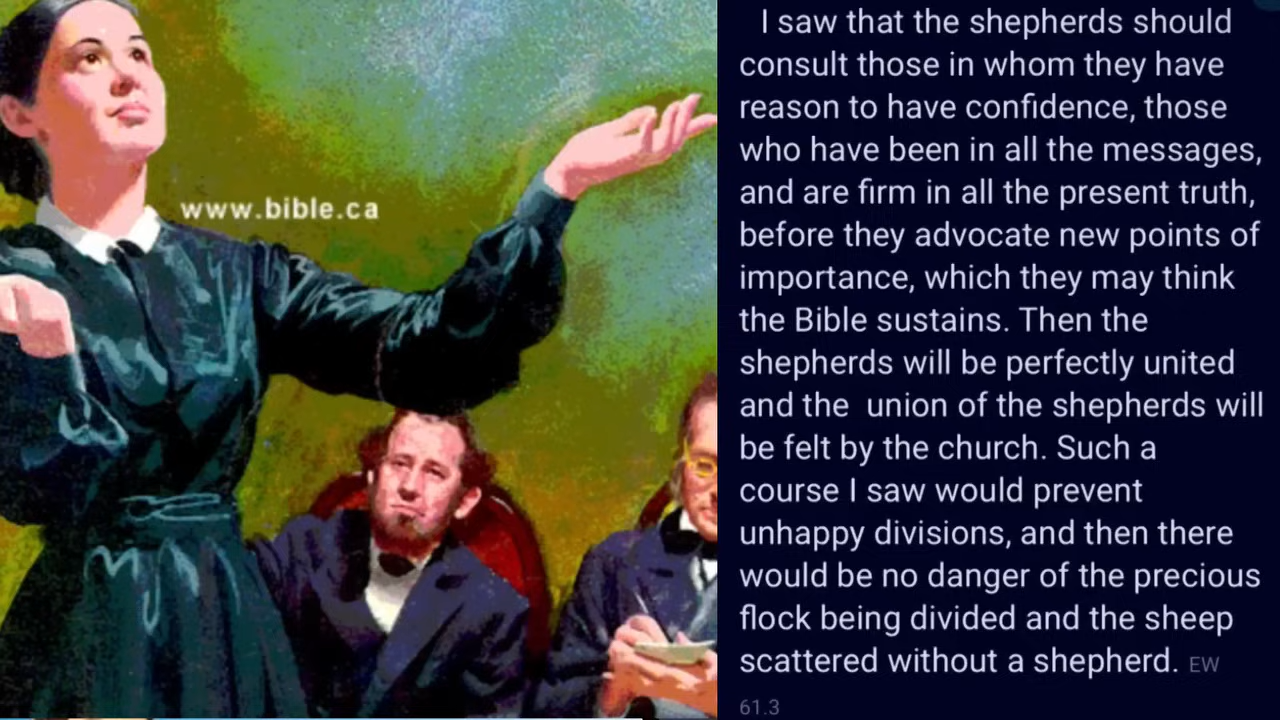 www.bible.ca
I saw that the shepherds should
consult those in whom they have
reason to have confidence, those
who have been in all the messages,
and are firm in all the present truth,
before they advocate new points of
importance, which they may think
the Bible sustains. Then the
shepherds will be perfectly united
and the  union of the shepherds will
be felt by the church. Such a
course I saw would prevent
unhappy divisions, and then there
would be no danger of the precious
flock being divided and the sheep
scattered without a shepherd. EW
61.3